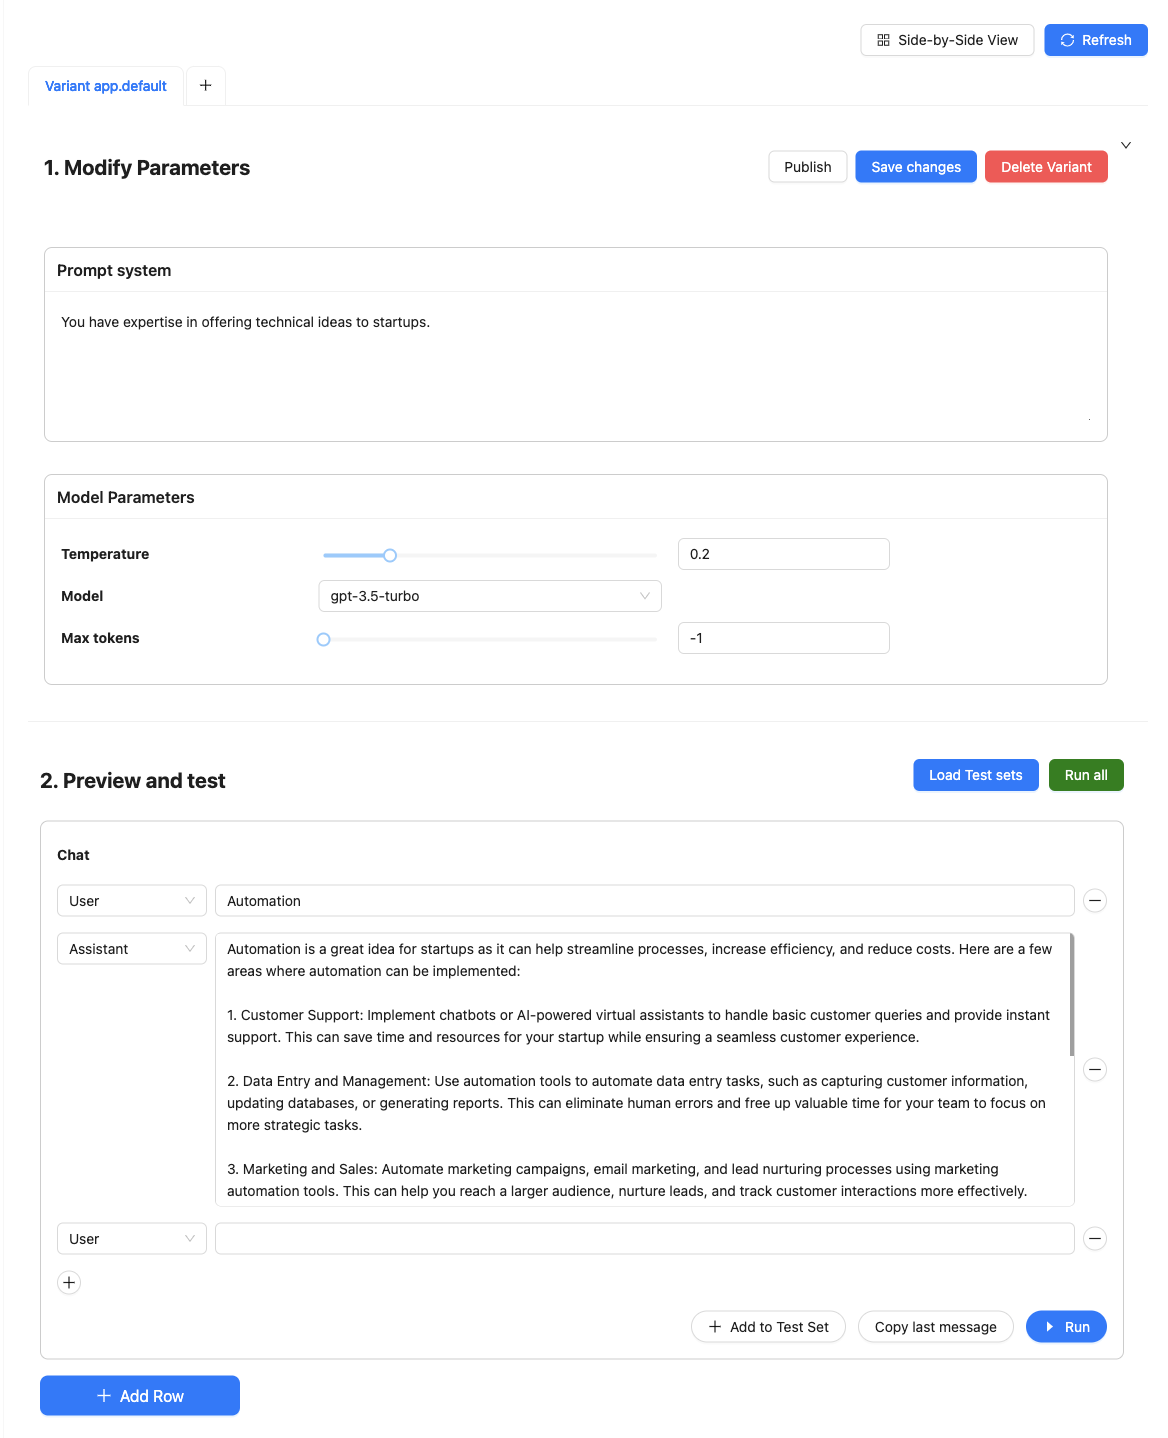 Side-by-Side View
Refresh
Variant app.default
1. Modify Parameters
Publish
Save changes
Delete Variant
Prompt system
You have expertise in offering technical ideas to startups.
Model Parameters
Temperature
0.2
Model
gpt-3.5-turbo
Max tokens
-1
2. Preview and test
Load Test sets
Run all
Chat
User
Automation
Assistant
Automation is a great idea for startups as it can help streamline processes, increase efficiency, and reduce costs. Here are a few
areas where automation can be implemented:
1. Customer Support: Implement chatbots or AI-powered virtual assistants to handle basic customer queries and provide instant
support. This can save time and resources for your startup while ensuring a seamless customer experience.
2. Data Entry and Management: Use automation tools to automate data entry tasks, such as capturing customer information,
updating databases, or generating reports. This can eliminate human errors and free up valuable time for your team to focus on
more strategic tasks.
3. Marketing and Sales: Automate marketing campaigns, email marketing, and lead nurturing processes using marketing
automation tools. This can help you reach a larger audience, nurture leads, and track customer interactions more effectively.
User
Add to Test Set
Copy last message
Run
Add Row